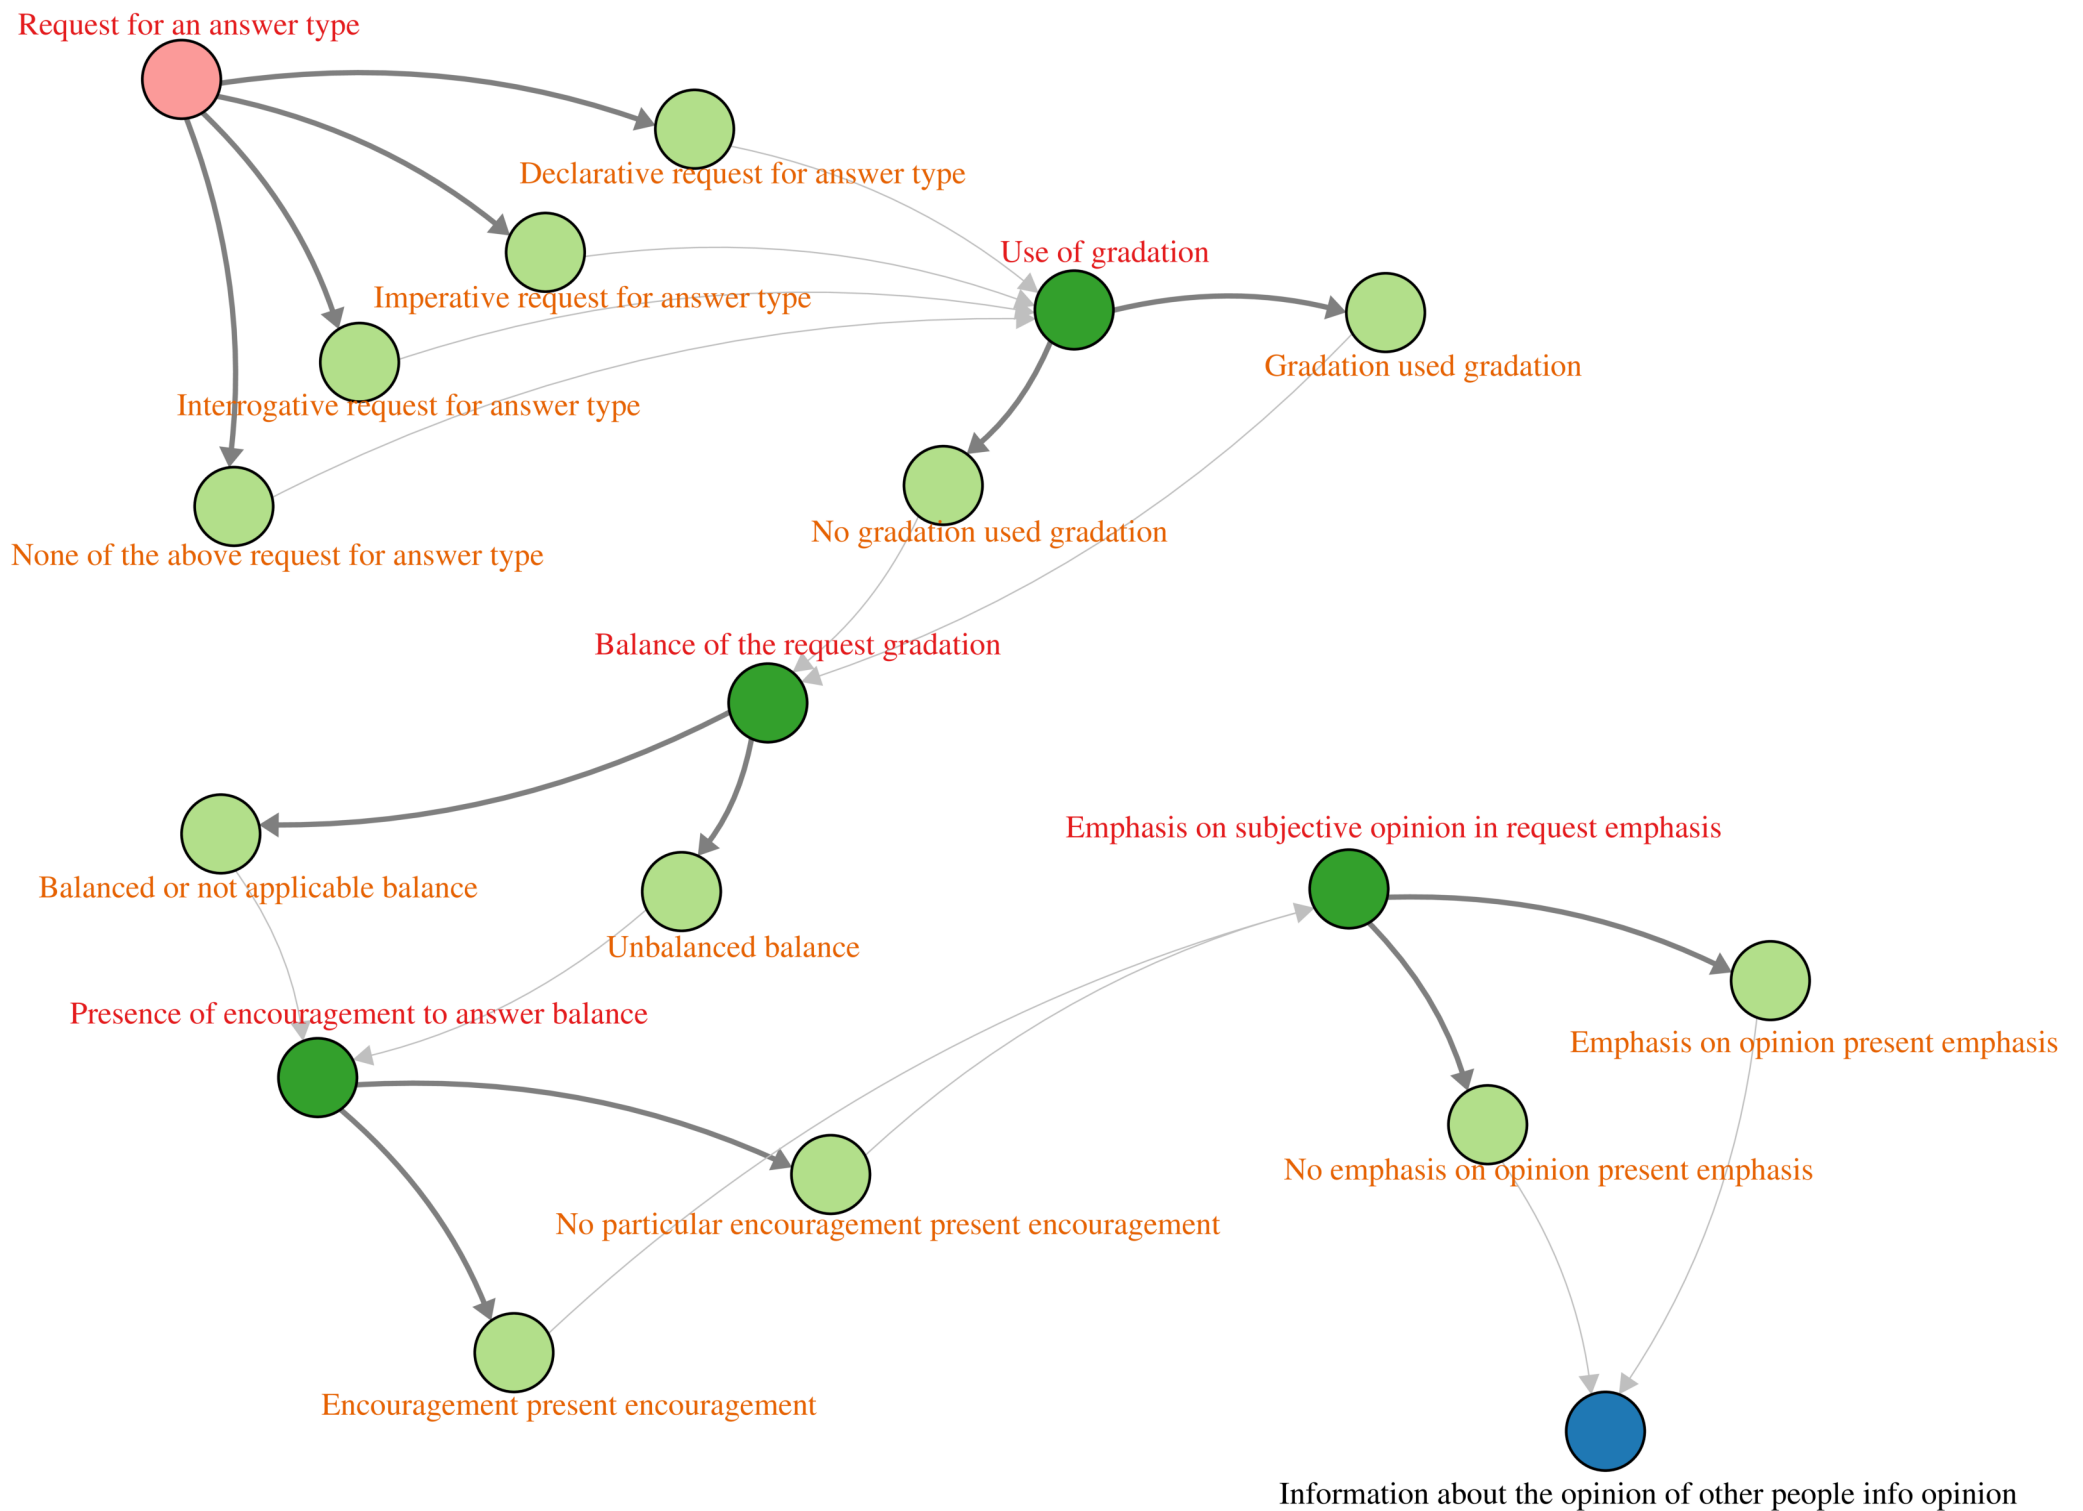 Request for an answer type
Declarative request for answer type
Use of gradation
Imperative request for answer type
Gradation used gradation
Interrogative request for answer type
No gradation used gradation
None of the above request for answer type
Balance of the request gradation
Emphasis on subjective opinion in request emphasis
Balanced or not applicable balance
Unbalanced balance
Presence of encouragement to answer balance
Emphasis on opinion present emphasis
No emphasis on opinion present emphasis
No particular encouragement present encouragement
Encouragement present encouragement
Information about the opinion of other people info opinion